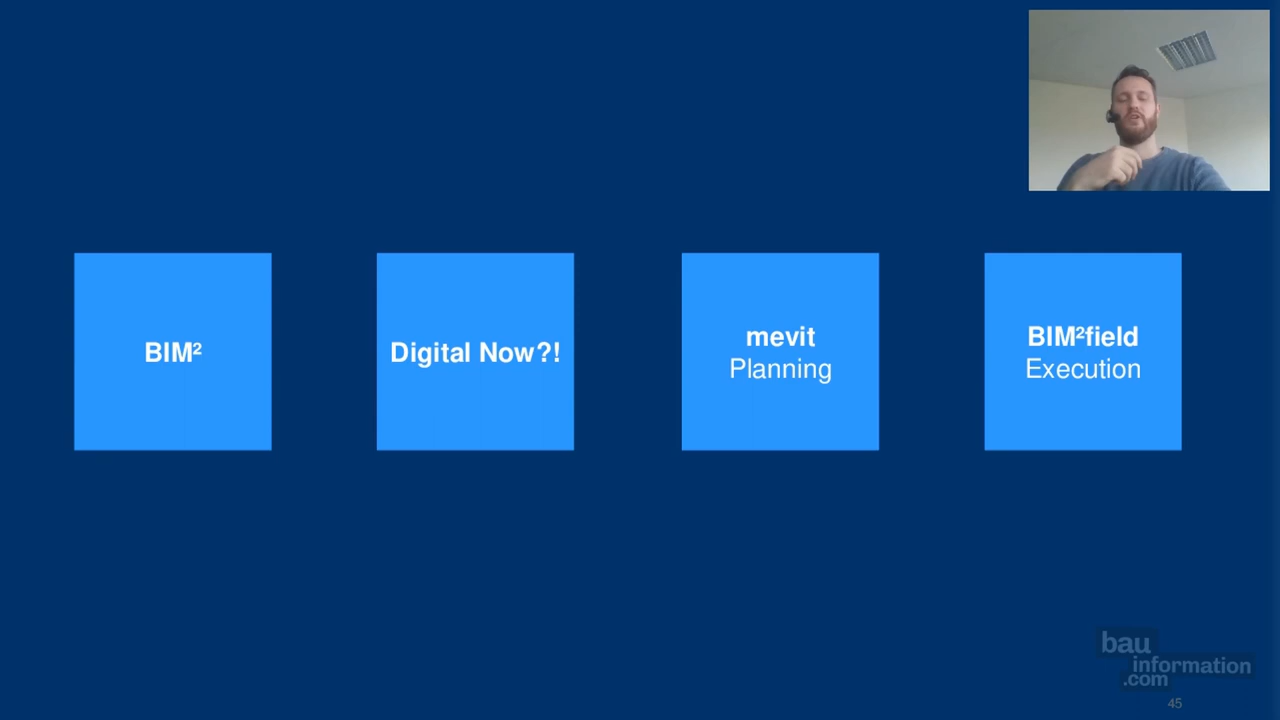 BIM²
Digital Now?!
mevit
Planning
BIM²field
Execution
bau
information
.com
45